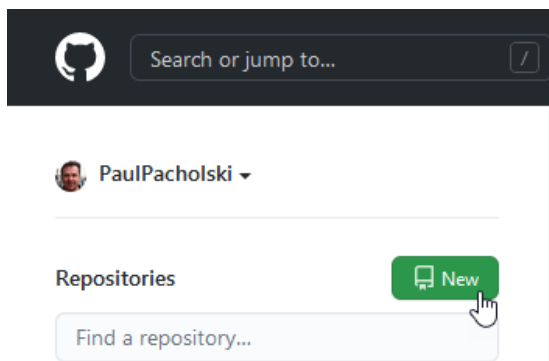 Search or jump to...
/
PaulPacholski
Repositories
New
Find a repository...